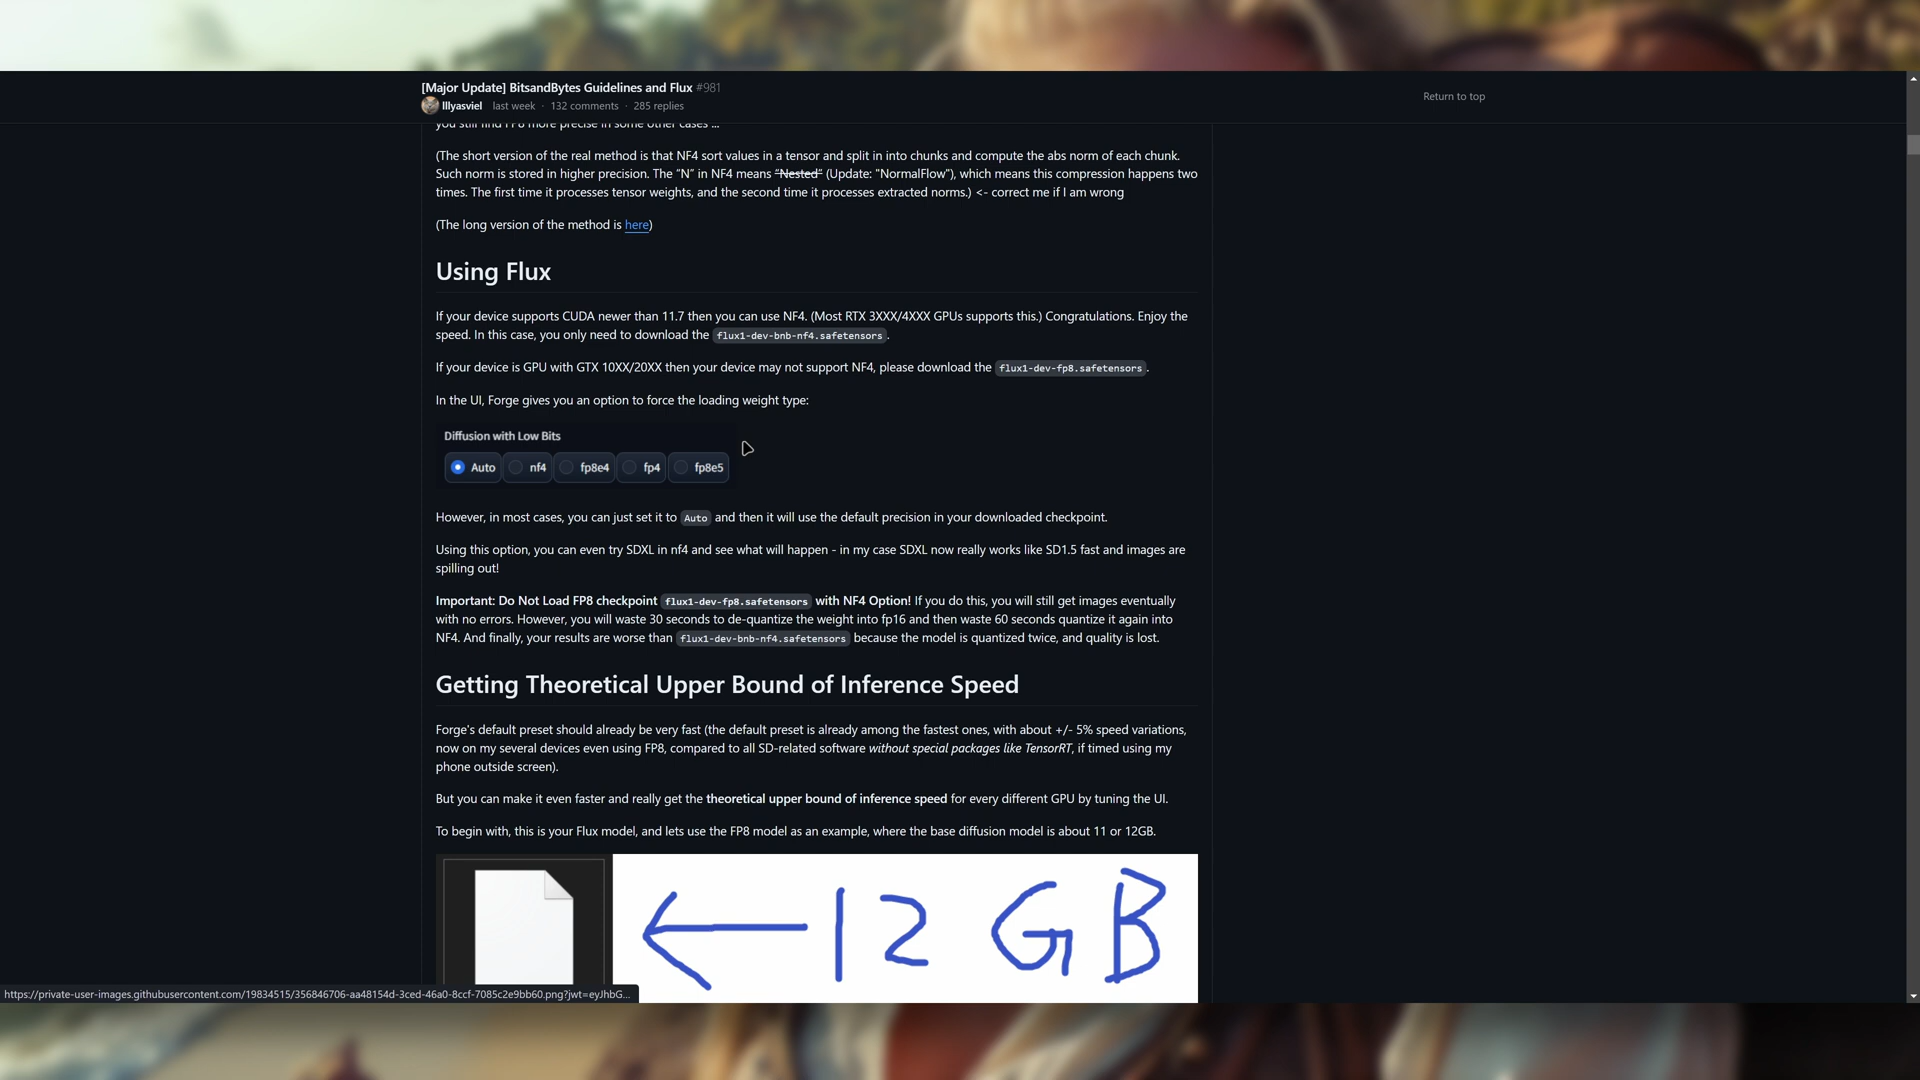 [Major Update] BitsandBytes Guidelines and Flux #981
lllyasviel last week · 132 comments · 285 replies
Return to top
you still find FP8 more precise in some other cases ...
(The short version of the real method is that NF4 sort values in a tensor and split in into chunks and compute the abs norm of each chunk.
Such norm is stored in higher precision. The “N” in NF4 means “Nested” (Update: "NormalFlow"), which means this compression happens two
times. The first time it processes tensor weights, and the second time it processes extracted norms.) <- correct me if I am wrong
(The long version of the method is here)
Using Flux
If your device supports CUDA newer than 11.7 then you can use NF4. (Most RTX 3XXX/4XXX GPUs supports this.) Congratulations. Enjoy the
speed. In this case, you only need to download the flux1-dev-bnb-nf4.safetensors.
If your device is GPU with GTX 10XX/20XX then your device may not support NF4, please download the flux1-dev-fp8.safetensors.
In the UI, Forge gives you an option to force the loading weight type:
Diffusion with Low Bits
Auto nf4 fp8e4 fp4 fp8e5
However, in most cases, you can just set it to Auto and then it will use the default precision in your downloaded checkpoint.
Using this option, you can even try SDXL in nf4 and see what will happen - in my case SDXL now really works like SD1.5 fast and images are
spilling out!
Important: Do Not Load FP8 checkpoint flux1-dev-fp8.safetensors with NF4 Option! If you do this, you will still get images eventually
with no errors. However, you will waste 30 seconds to de-quantize the weight into fp16 and then waste 60 seconds quantize it again into
NF4. And finally, your results are worse than flux1-dev-bnb-nf4.safetensors because the model is quantized twice, and quality is lost.
Getting Theoretical Upper Bound of Inference Speed
Forge's default preset should already be very fast (the default preset is already among the fastest ones, with about +/- 5% speed variations,
now on my several devices even using FP8, compared to all SD-related software without special packages like TensorRT, if timed using my
phone outside screen).
But you can make it even faster and really get the theoretical upper bound of inference speed for every different GPU by tuning the UI.
To begin with, this is your Flux model, and lets use the FP8 model as an example, where the base diffusion model is about 11 or 12GB.
12 GB
https://private-user-images.githubusercontent.com/19834515/356846706-aa48154d-3ced-46a0-8ccf-7085c2e9bb60.png?jwt=eyJhbG...